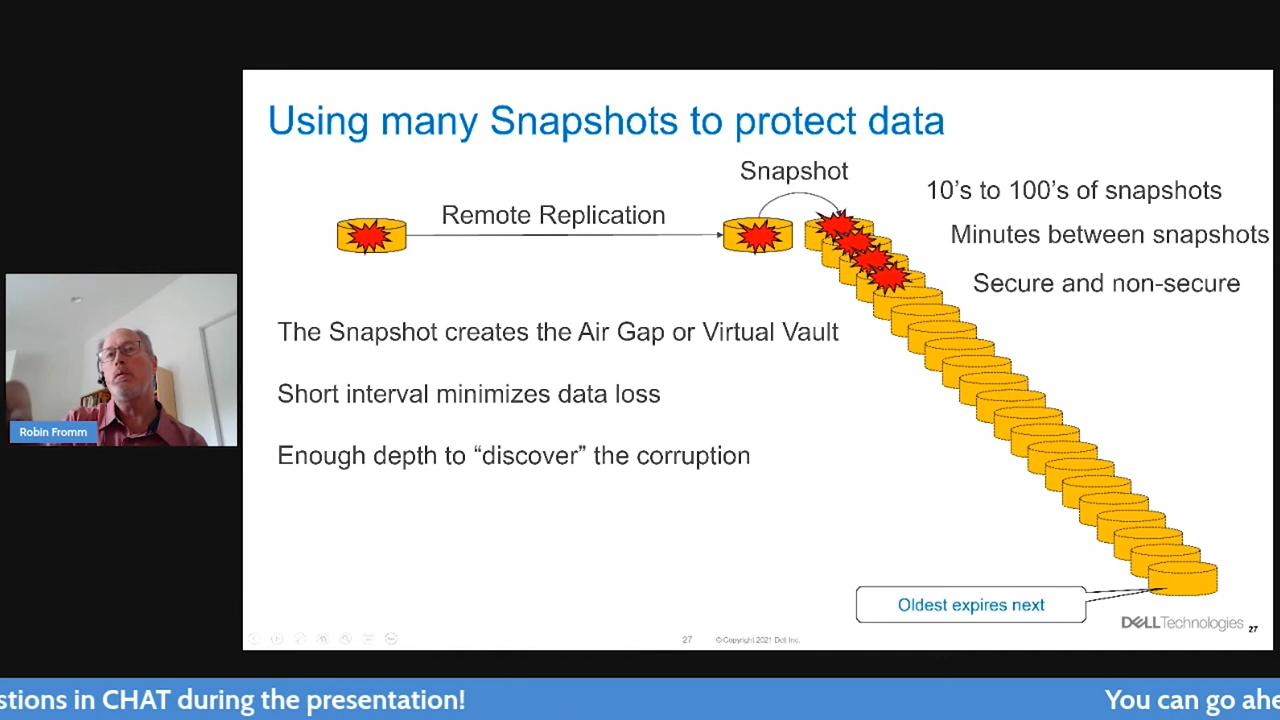 Using many Snapshots to protect data
Snapshot
10's to 100's of snapshots
Remote Replication
Minutes between snapshots
Secure and non-secure
The Snapshot creates the Air Gap or Virtual Vault
Short interval minimizes data loss
Robin Fromm
Enough depth to “discover” the corruption
Oldest expires next
DELLTechnologies
27
27
© Copyright 2021 Dell Inc.
stions in CHAT during the presentation!
You can go ahe